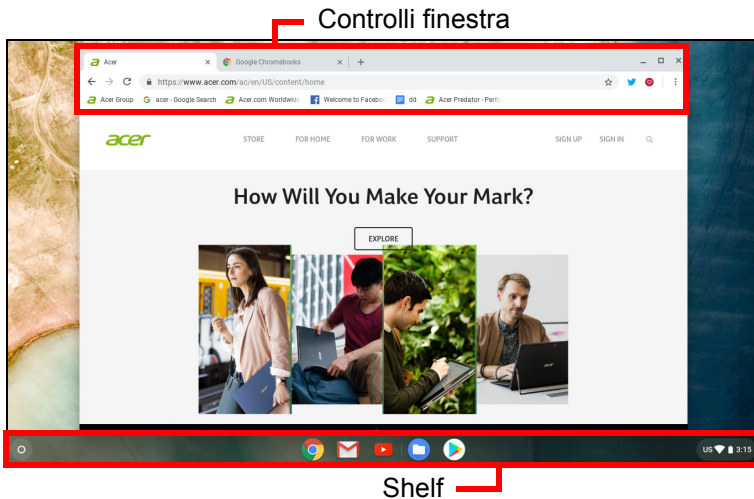 Controlli finestra
Acer × Google Chromebooks × +
https://www.acer.com/ac/en/US/content/home
Acer Group acer - Google Search Acer.com Worldwide Welcome to Faceboo dd Acer Predator - Perfo
acer STORE FOR HOME FOR WORK SUPPORT SIGN UP SIGN IN
How Will You Make Your Mark?
EXPLORE
US 3:15
Shelf